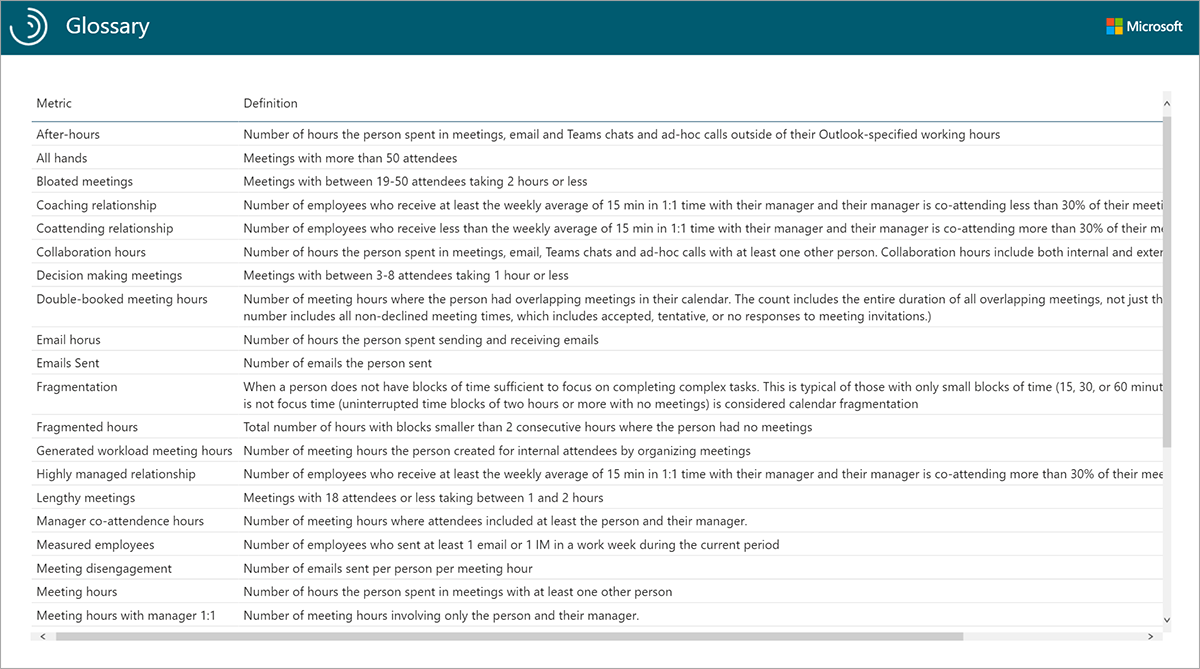 Glossary
Microsoft
Metric Definition
After-hours Number of hours the person spent in meetings, email and Teams chats and ad-hoc calls outside of their Outlook-specified working hours
All hands Meetings with more than 50 attendees
Bloated meetings Meetings with between 19-50 attendees taking 2 hours or less
Coaching relationship Number of employees who receive at least the weekly average of 15 min in 1:1 time with their manager and their manager is co-attending less than 30% of their meeti
Coattending relationship Number of employees who receive less than the weekly average of 15 min in 1:1 time with their manager and their manager is co-attending more than 30% of their m
Collaboration hours Number of hours the person spent in meetings, email, Teams chats and ad-hoc calls with at least one other person. Collaboration hours include both internal and exter
Decision making meetings Meetings with between 3-8 attendees taking 1 hour or less
Double-booked meeting hours Number of meeting hours where the person had overlapping meetings in their calendar. The count includes the entire duration of all overlapping meetings, not just th
number includes all non-declined meeting times, which includes accepted, tentative, or no responses to meeting invitations.)
Email horus Number of hours the person spent sending and receiving emails
Emails Sent Number of emails the person sent
Fragmentation When a person does not have blocks of time sufficient to focus on completing complex tasks. This is typical of those with only small blocks of time (15, 30, or 60 minut
is not focus time (uninterrupted time blocks of two hours or more with no meetings) is considered calendar fragmentation
Fragmented hours Total number of hours with blocks smaller than 2 consecutive hours where the person had no meetings
Generated workload meeting hours Number of meeting hours the person created for internal attendees by organizing meetings
Highly managed relationship Number of employees who receive at least the weekly average of 15 min in 1:1 time with their manager and their manager is co-attending more than 30% of their mee
Lengthy meetings Meetings with 18 attendees or less taking between 1 and 2 hours
Manager co-attendence hours Number of meeting hours where attendees included at least the person and their manager.
Measured employees Number of employees who sent at least 1 email or 1 IM in a work week during the current period
Meeting disengagement Number of emails sent per person per meeting hour
Meeting hours Number of hours the person spent in meetings with at least one other person
Meeting hours with manager 1:1 Number of meeting hours involving only the person and their manager.